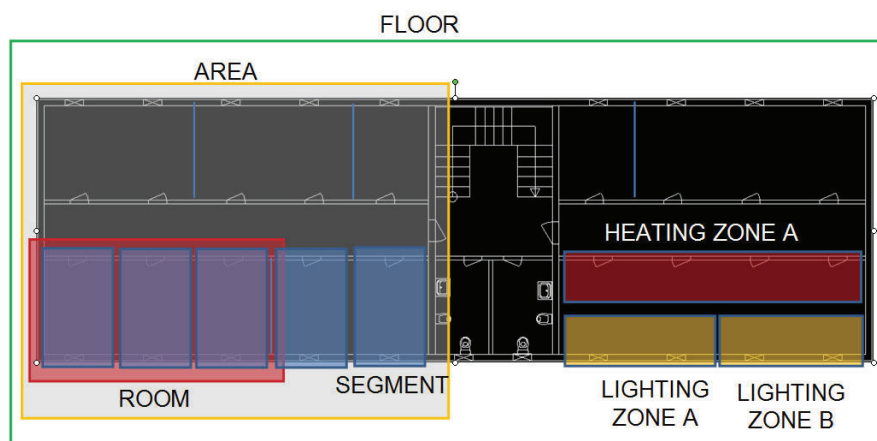 FLOOR
AREA
HEATING ZONE A
ROOM
SEGMENT
LIGHTING
ZONE A
LIGHTING
ZONE B